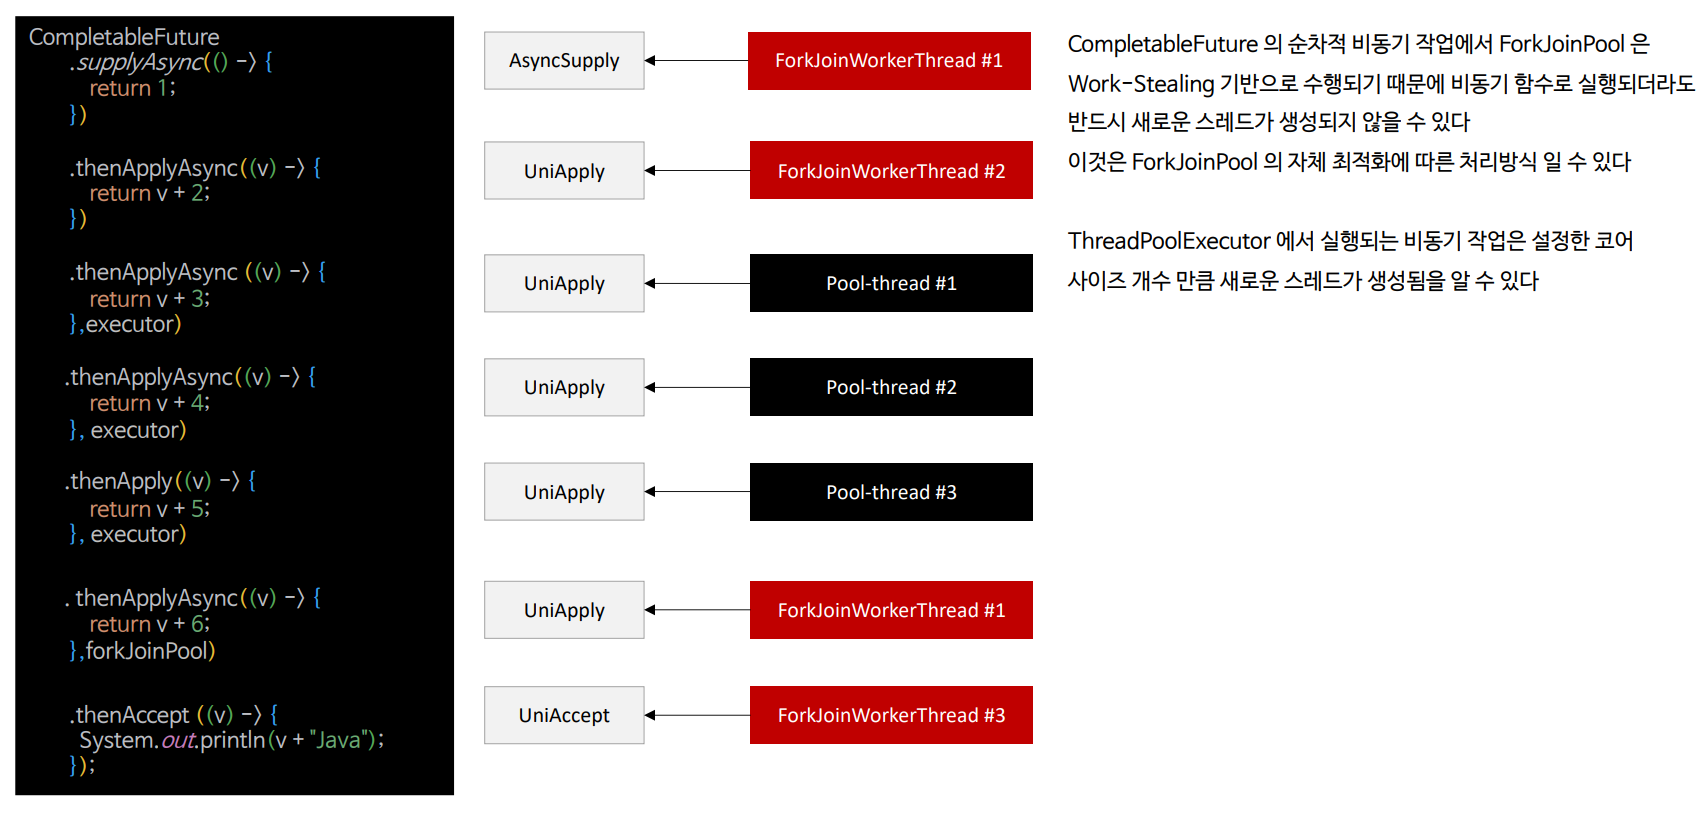 CompletableFuture
.supplyAsync(() -> {
return 1;
})
.thenApplyAsync((v) -> {
return v + 2;
})
.thenApplyAsync ((v) -> {
return v + 3;
},executor)
.thenApplyAsync((v) -> {
return v + 4;
}, executor)
.thenApply((v) -> {
return v + 5;
}, executor)
. thenApplyAsync((v) -> {
return v + 6;
},forkJoinPool)
.thenAccept ((v) -> {
System.out.println(v + "Java");
});
AsyncSupply
ForkJoinWorkerThread #1
UniApply
ForkJoinWorkerThread #2
UniApply
Pool-thread #1
UniApply
Pool-thread #2
UniApply
Pool-thread #3
UniApply
ForkJoinWorkerThread #1
UniAccept
ForkJoinWorkerThread #3
CompletableFuture 의 순차적 비동기 작업에서 ForkJoinPool 은
Work-Stealing 기반으로 수행되기 때문에 비동기 함수로 실행되더라도
반드시 새로운 스레드가 생성되지 않을 수 있다
이것은 ForkJoinPool 의 자체 최적화에 따른 처리방식 일 수 있다
ThreadPoolExecutor 에서 실행되는 비동기 작업은 설정한 코어
사이즈 개수 만큼 새로운 스레드가 생성됨을 알 수 있다